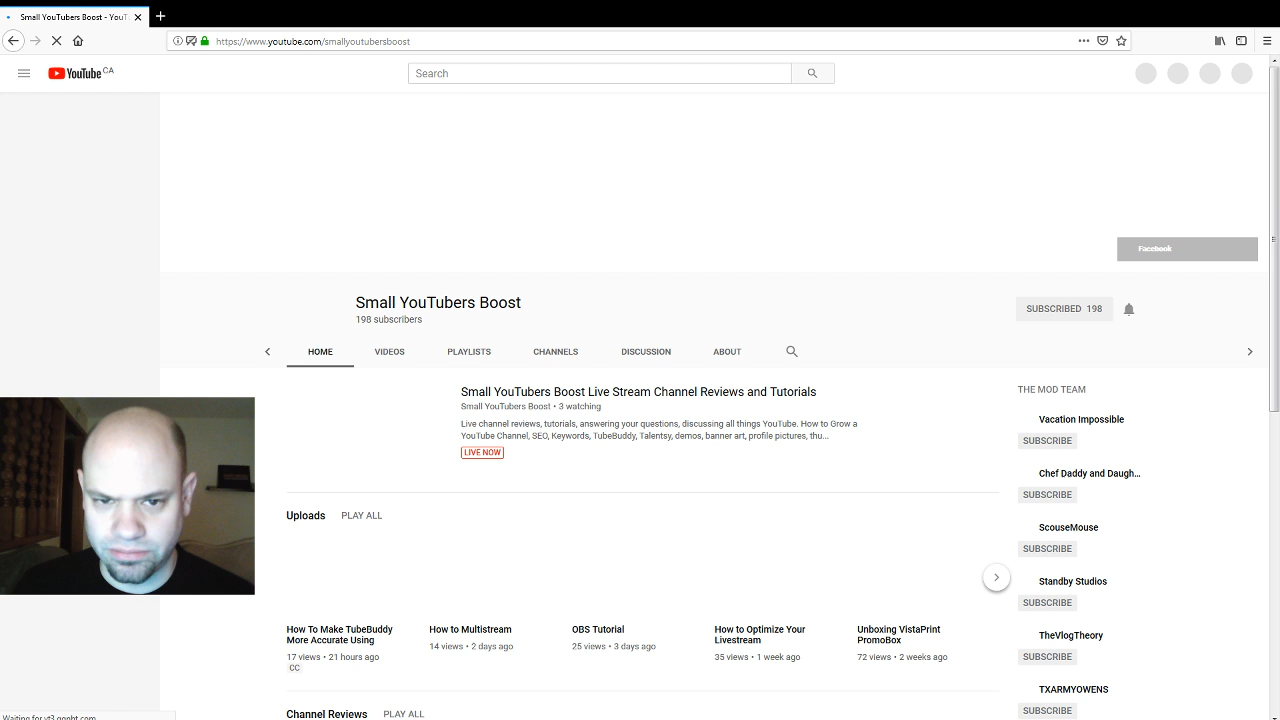 Small YouTubers Boost - YouT
https://www.youtube.com/smallyoutubersboost
YouTube CA
Search
Facebook
Small YouTubers Boost
198 subscribers
SUBSCRIBED 198
HOME
VIDEOS
PLAYLISTS
CHANNELS
DISCUSSION
ABOUT
Small YouTubers Boost Live Stream Channel Reviews and Tutorials
Small YouTubers Boost • 3 watching
Live channel reviews, tutorials, answering your questions, discussing all things YouTube. How to Grow a
YouTube Channel, SEO, Keywords, TubeBuddy, Talentsy, demos, banner art, profile pictures, thu...
LIVE NOW
THE MOD TEAM
Vacation Impossible
SUBSCRIBE
Chef Daddy and Daugh...
SUBSCRIBE
ScouseMouse
SUBSCRIBE
Standby Studios
SUBSCRIBE
TheVlogTheory
SUBSCRIBE
TXARMYOWENS
SUBSCRIBE
Uploads
PLAY ALL
How To Make TubeBuddy
More Accurate Using
17 views • 21 hours ago
CC
How to Multistream
14 views • 2 days ago
OBS Tutorial
25 views • 3 days ago
How to Optimize Your
Livestream
35 views • 1 week ago
Unboxing VistaPrint
PromoBox
72 views • 2 weeks ago
Channel Reviews
PLAY ALL
Waiting for yt3.ggpht.com